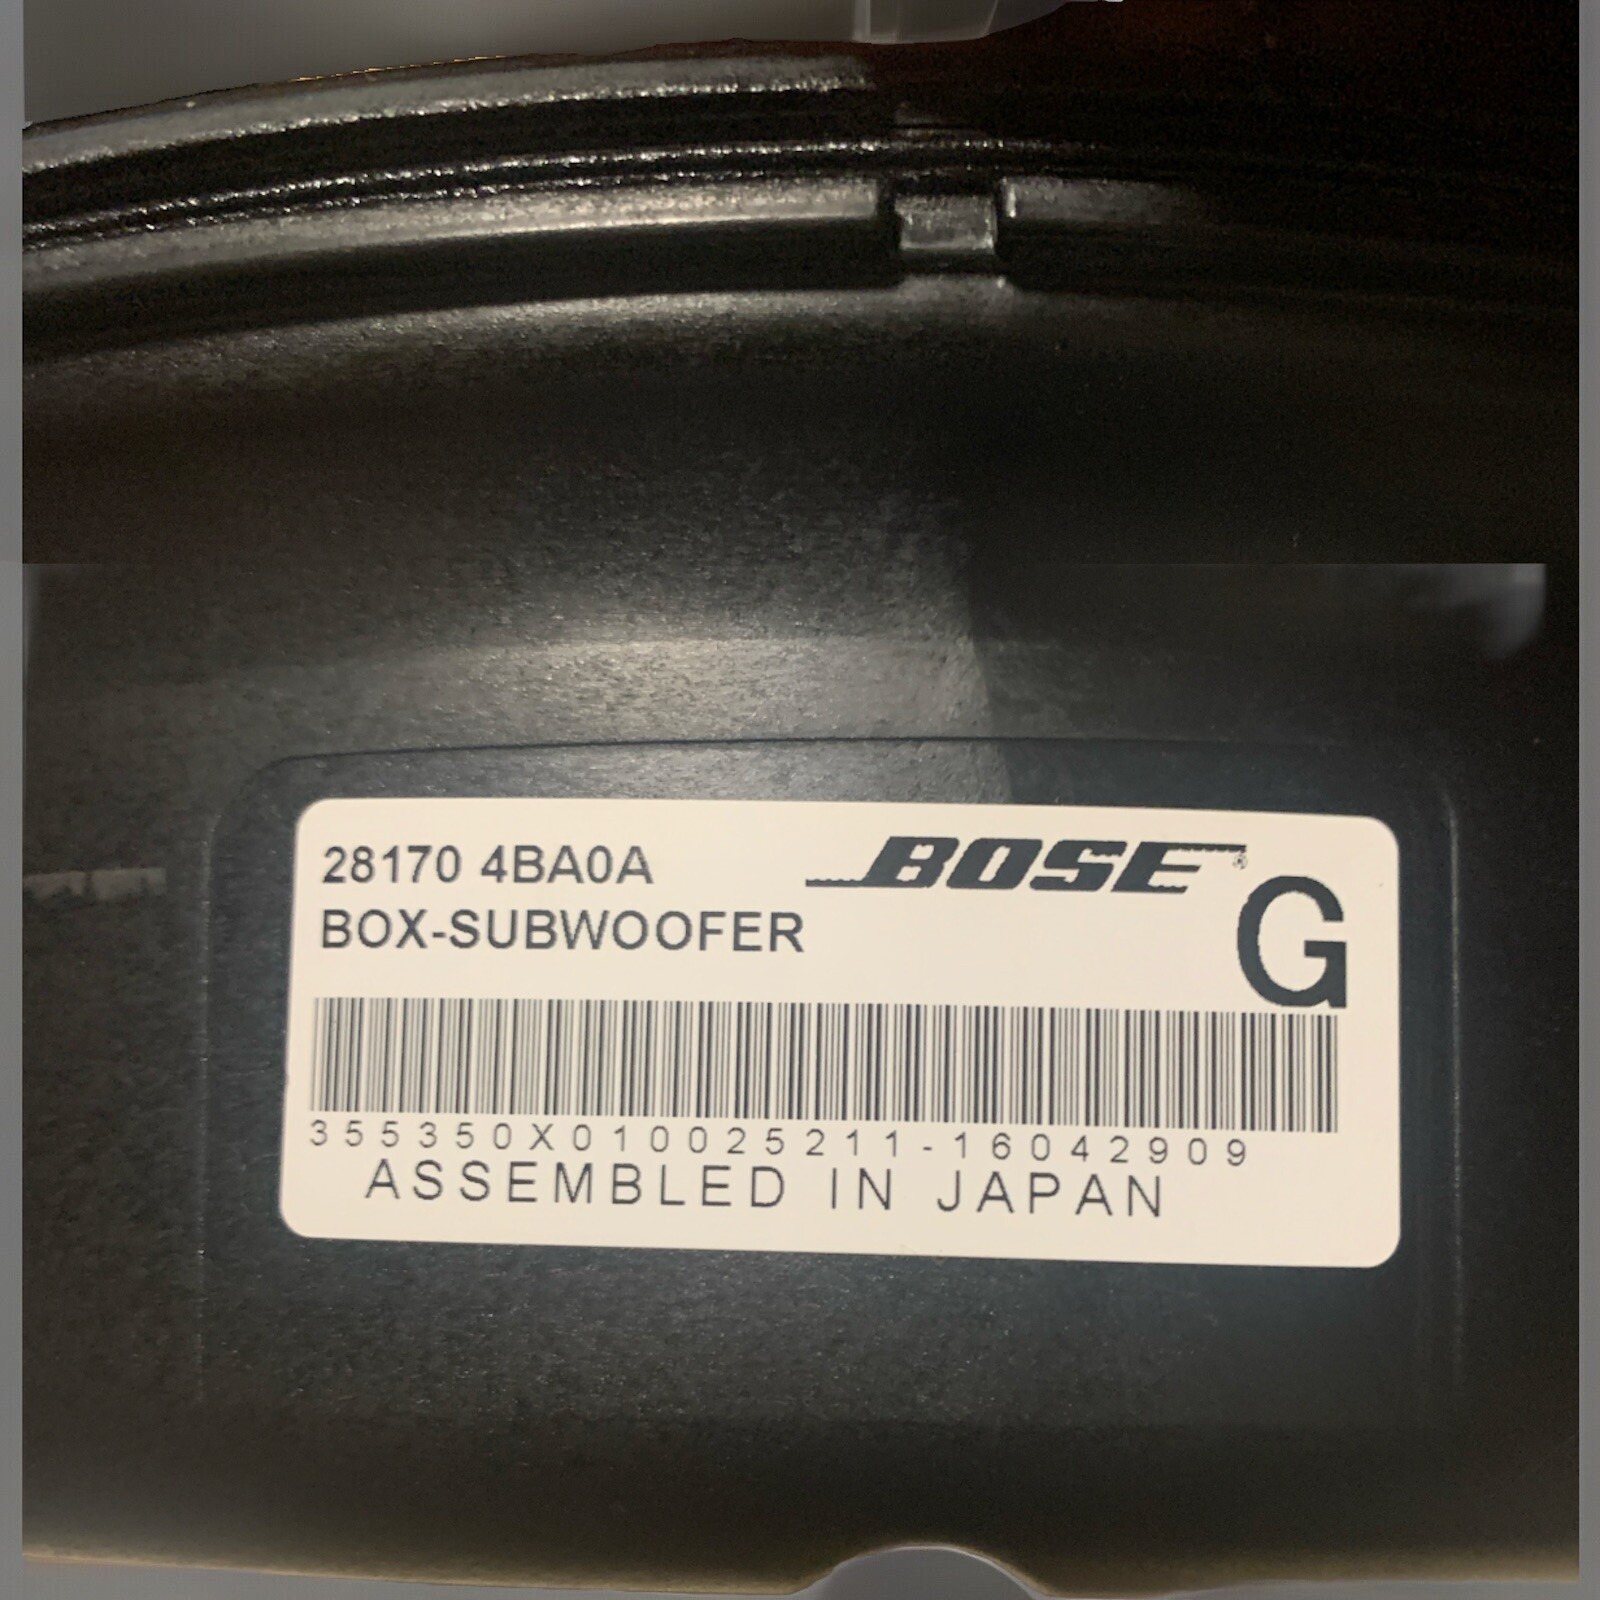 28170 4BA0A
BOSE®
BOX-SUBWOOFER
G
355350X010025211-16042909
ASSEMBLED IN JAPAN